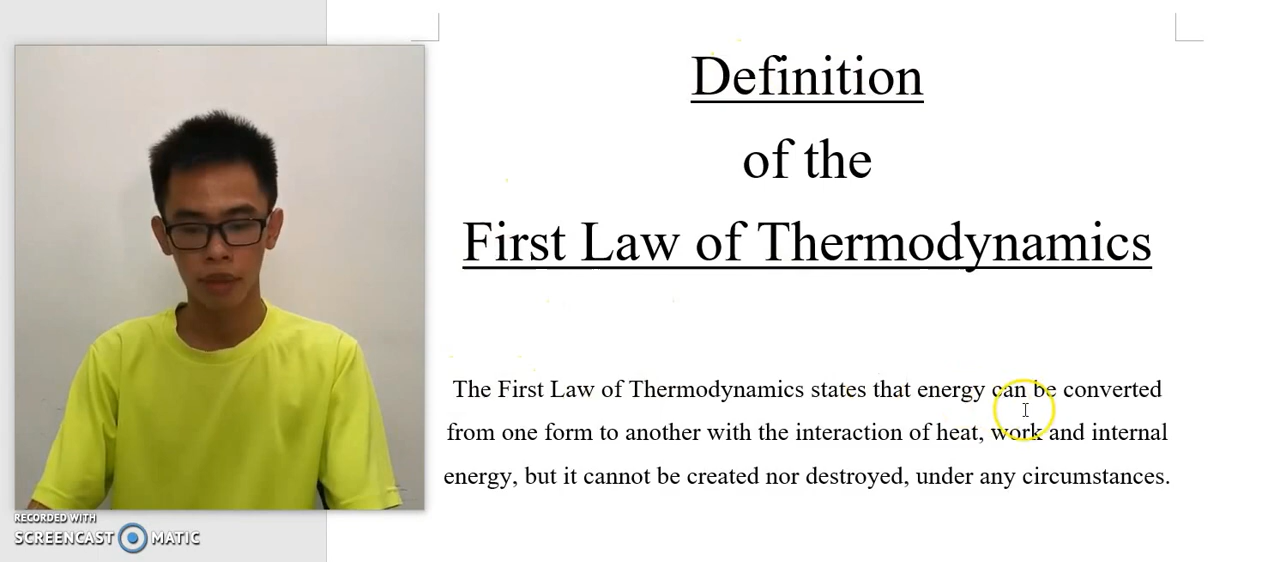 Definition
of the
First Law of Thermodynamics
The First Law of Thermodynamics states that energy can be converted
from one form to another with the interaction of heat, work and internal
energy, but it cannot be created nor destroyed, under any circumstances.
RECORDED WITH
SCREENCAST MATIC